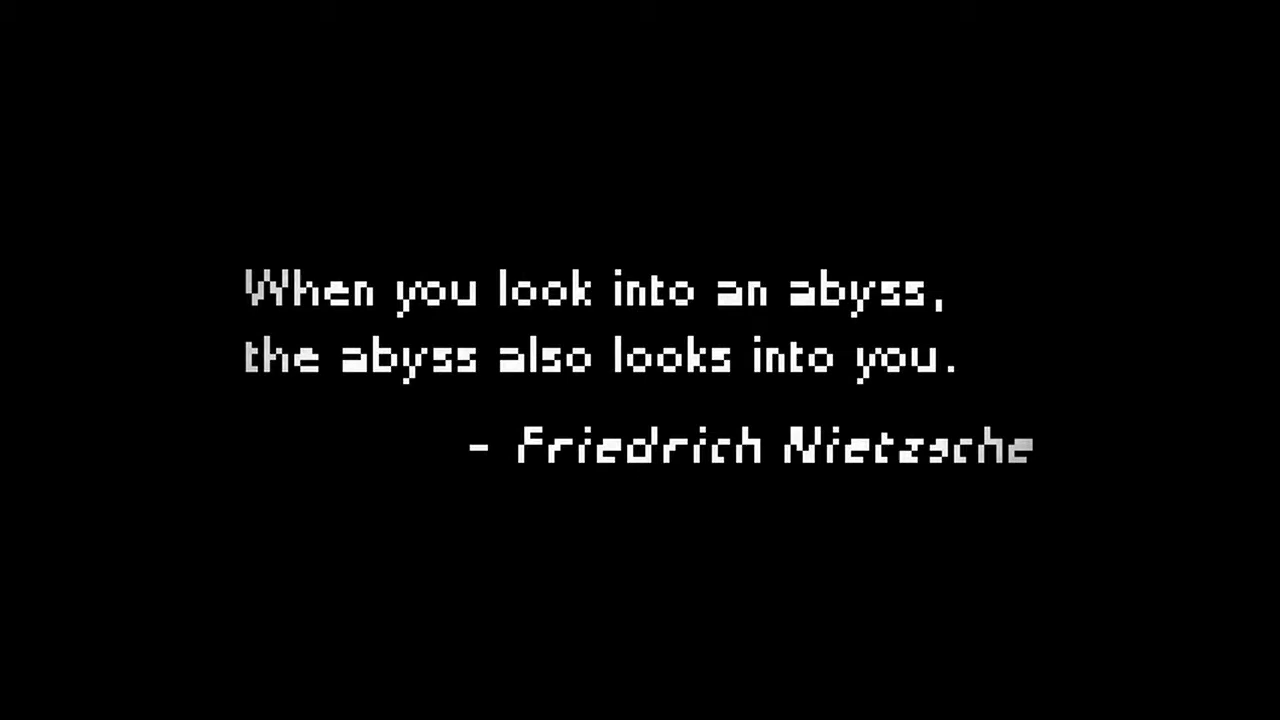 When you look into an abyss,
the abyss also looks into you.
- Friedrich Nietzsche